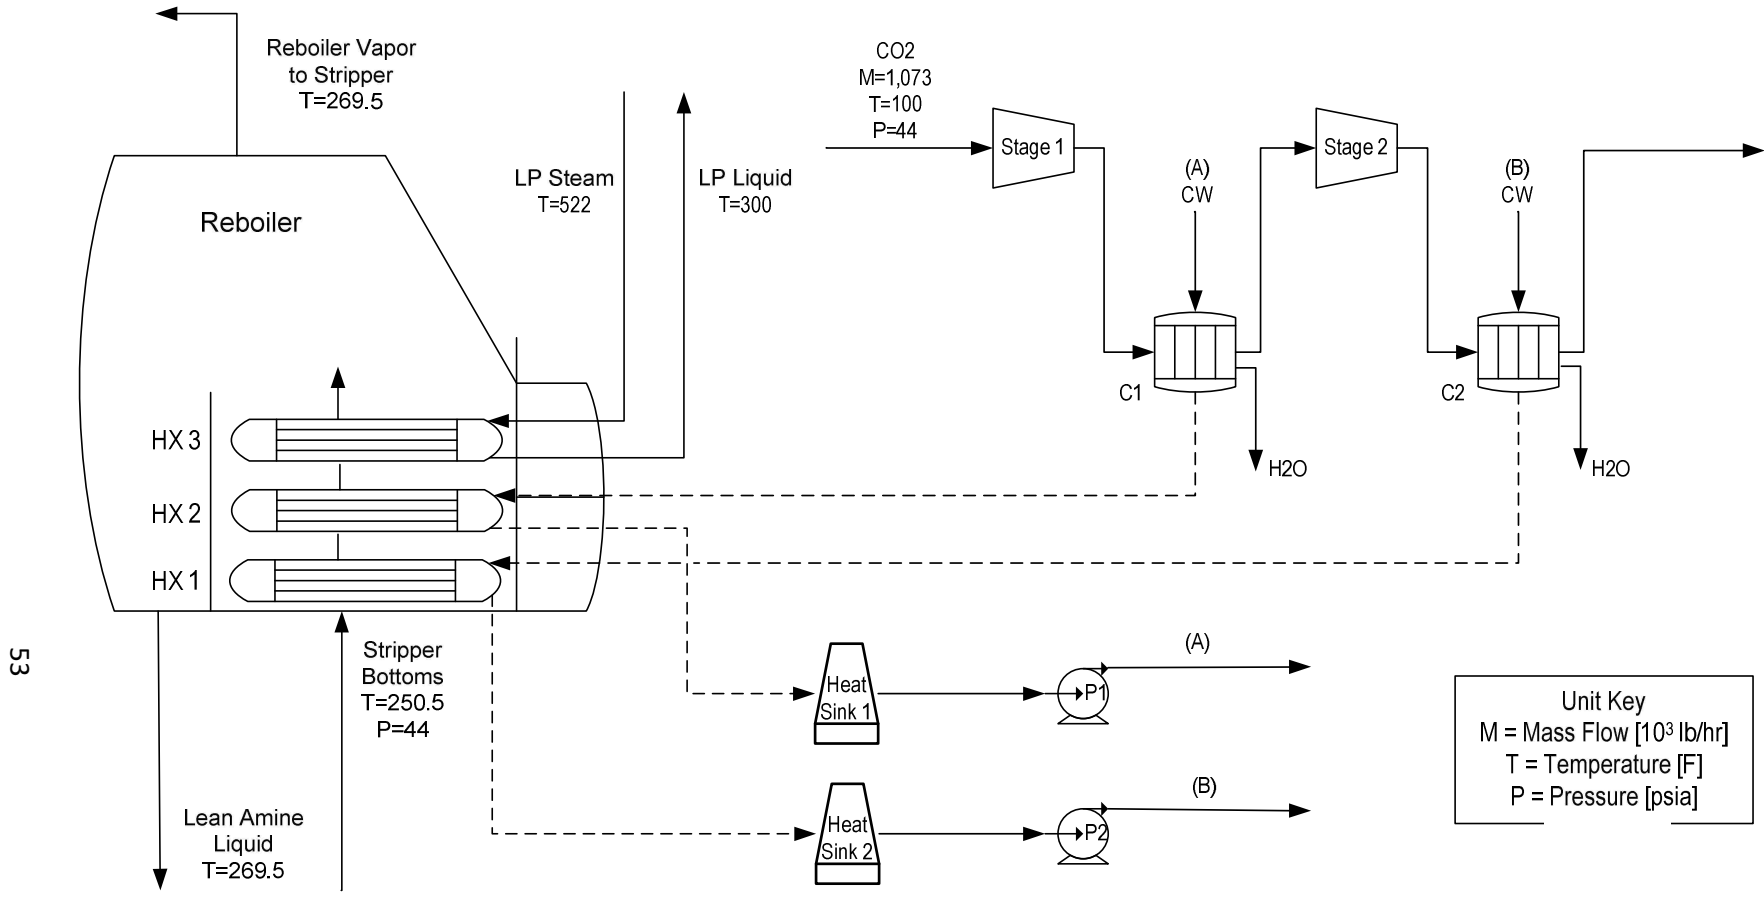 Reboiler Vapor
to Stripper
T=269.5
Reboiler
LP Steam
T=522
LP Liquid
T=300
CO2
M=1,073
T=100
P=44
Stage 1
(A)
CW
Stage 2
(B)
CW
C1
C2
H2O
H2O
HX 3
HX 2
HX 1
Stripper
Bottoms
T=250.5
P=44
Lean Amine
Liquid
T=269.5
Heat
Sink 1
P1
(A)
Heat
Sink 2
P2
(B)
Unit Key
M = Mass Flow [10³ lb/hr]
T = Temperature [F]
P = Pressure [psia]
53